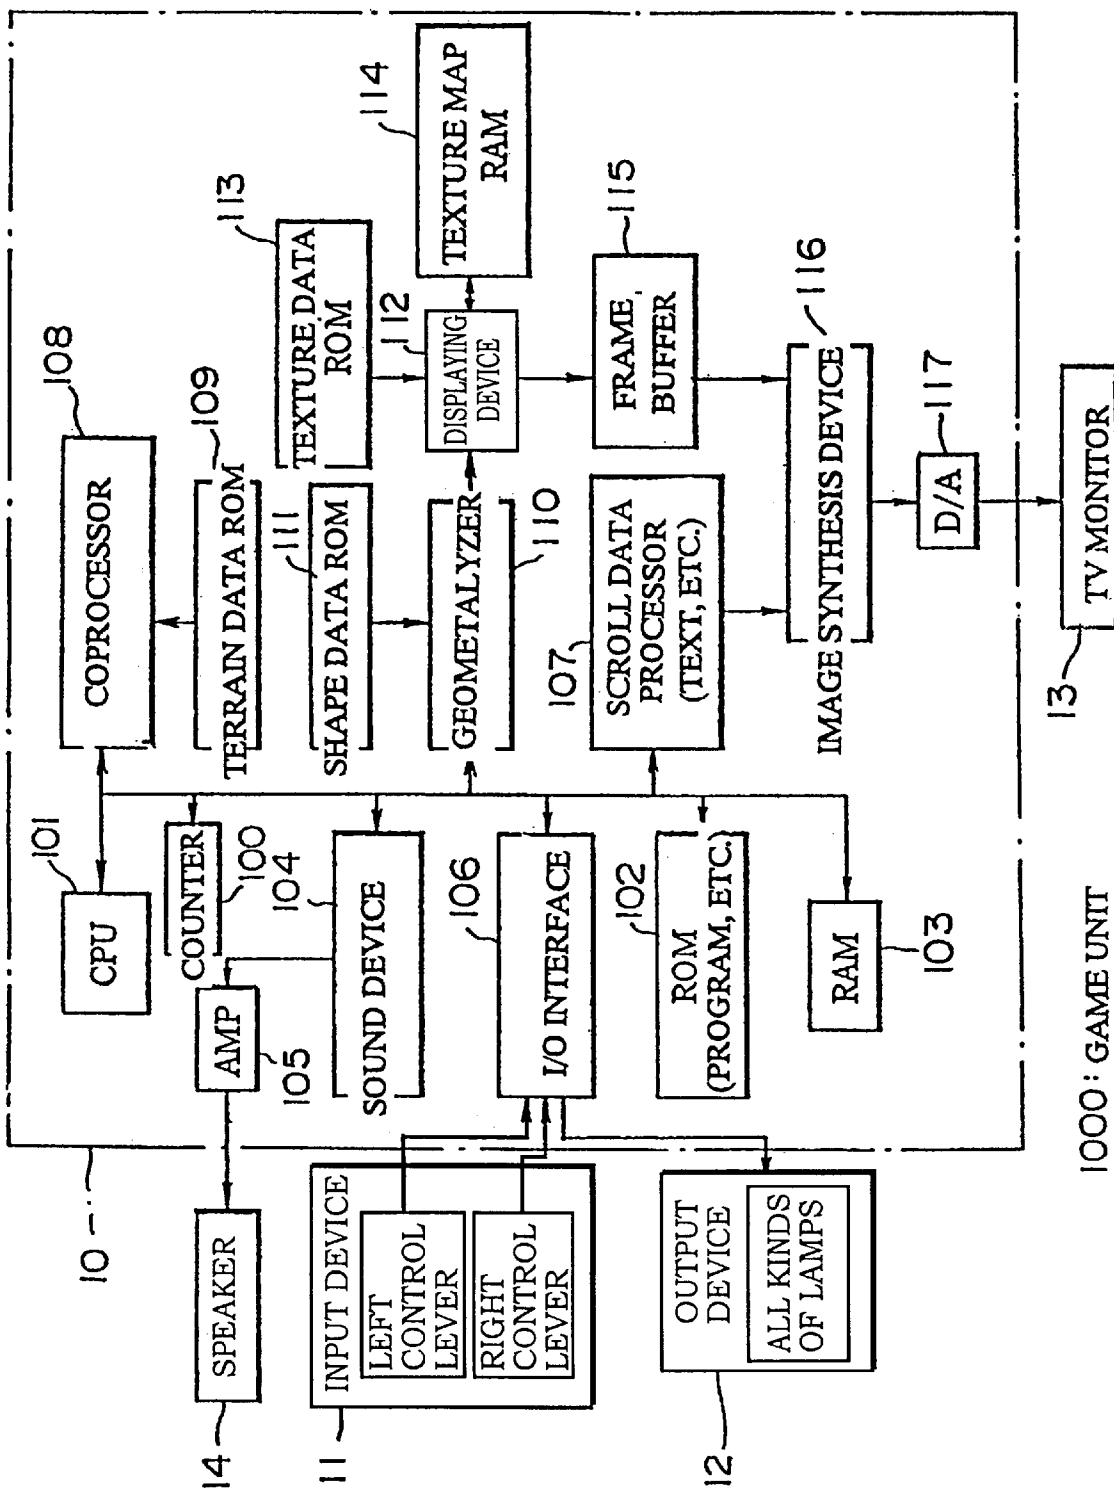 10
101
CPU
108
COPROCESSOR
COUNTER
100
109
TERRAIN DATA ROM
113
TEXTURE DATA
ROM
114
TEXTURE MAP
RAM
14
SPEAKER
105
AMP
104
SOUND DEVICE
111
SHAPE DATA ROM
112
DISPLAYING
DEVICE
11
INPUT DEVICE
LEFT
CONTROL
LEVER
RIGHT
CONTROL
LEVER
106
I/O INTERFACE
GEOMETALYZER
110
115
FRAME
BUFFER
107
SCROLL DATA
PROCESSOR
(TEXT, ETC.)
12
OUTPUT
DEVICE
ALL KINDS
OF LAMPS
102
ROM
(PROGRAM, ETC.)
116
IMAGE SYNTHESIS DEVICE
RAM
103
D/A
117
13
TV MONITOR
1000: GAME UNIT